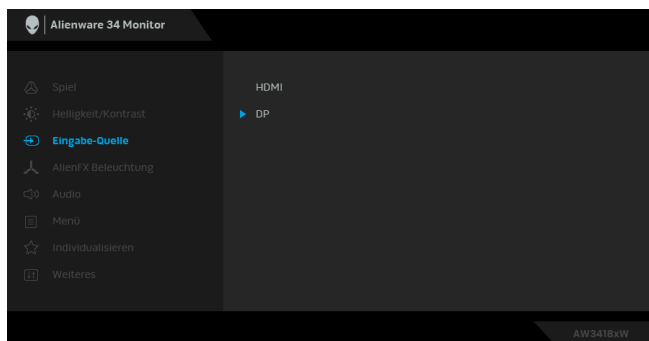 Alienware 34 Monitor
Spiel
Helligkeit/Kontrast
Eingabe-Quelle
AlienFX Beleuchtung
Audio
Menü
Individualisieren
Weiteres
HDMI
DP
AW3418xW